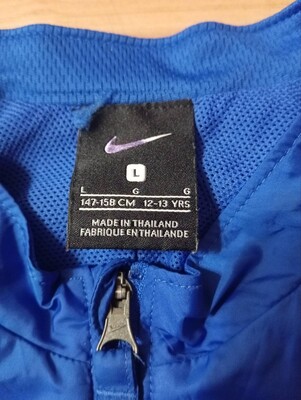 L
L G G
147-158 CM 12-13 YRS
MADE IN THAILAND
FABRIQUE EN THAILANDE